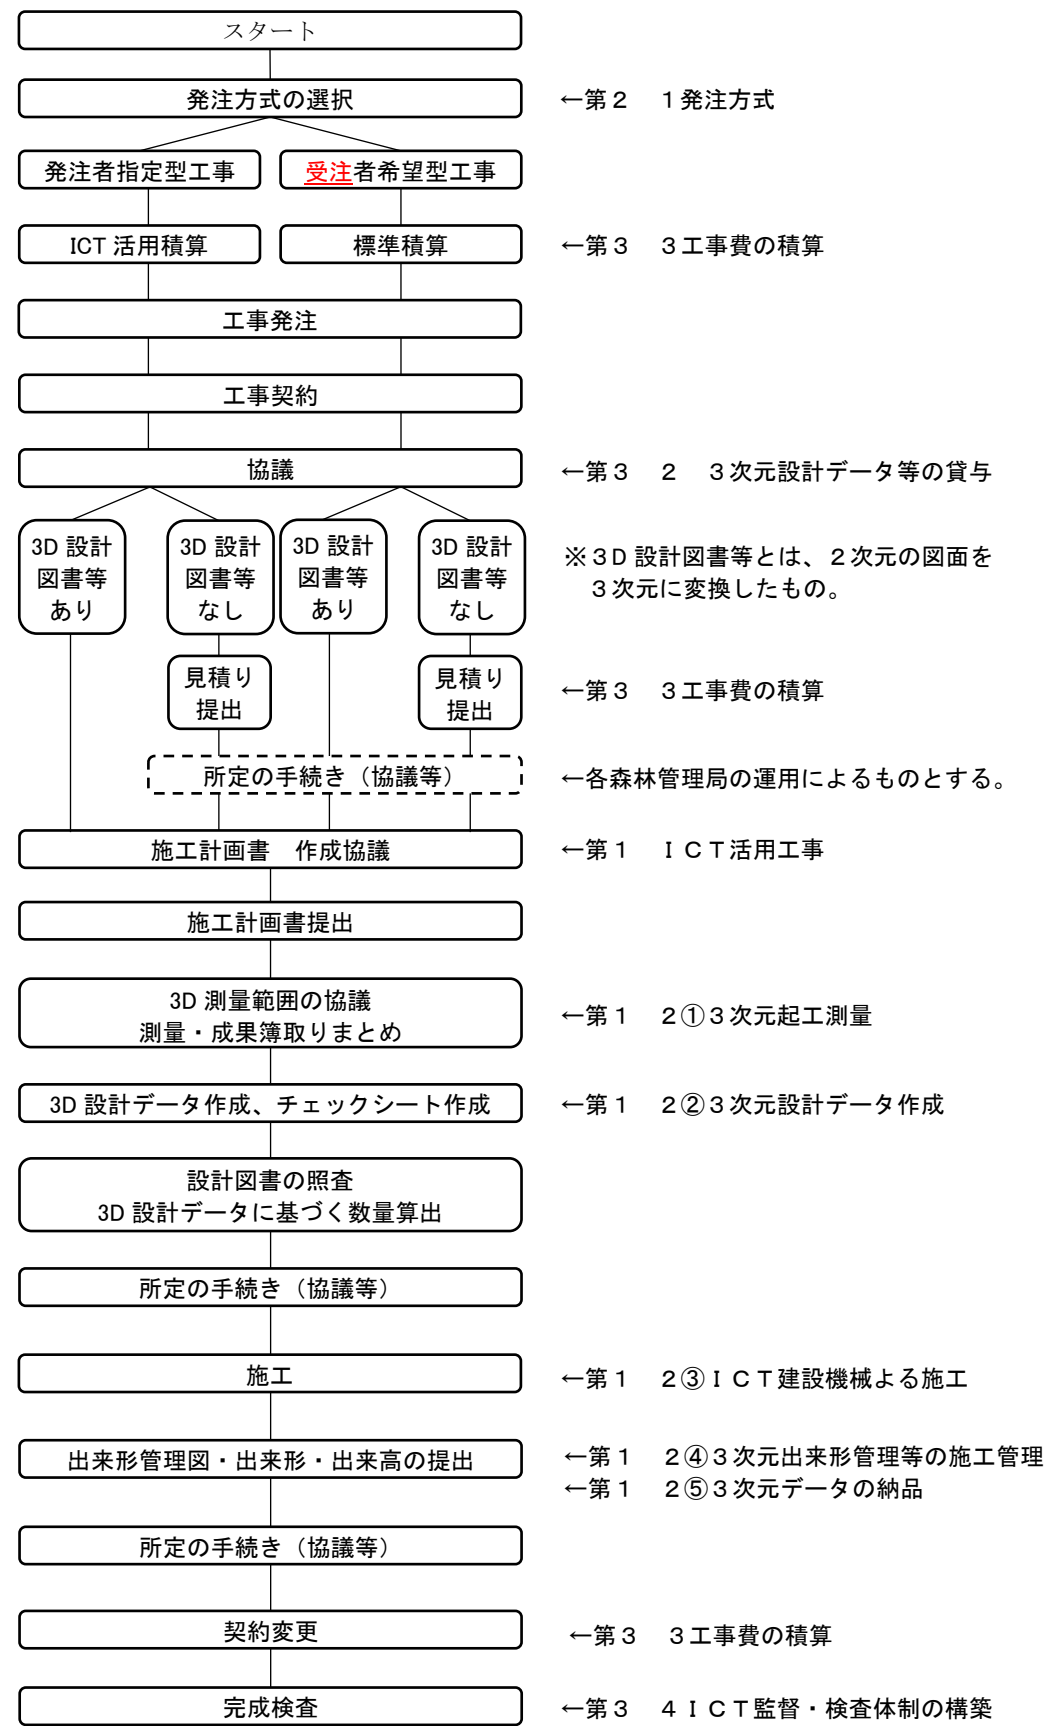 スタート
発注方式の選択
←第２　１発注方式
発注者指定型工事
受注者希望型工事
ICT 活用積算
標準積算
←第３　３工事費の積算
工事発注
工事契約
協議
←第３　２　３次元設計データ等の貸与
3D 設計
図書等
あり
3D 設計
図書等
なし
3D 設計
図書等
あり
3D 設計
図書等
なし
※３D 設計図書等とは、２次元の図面を
３次元に変換したもの。
見積り
提出
見積り
提出
←第３　３工事費の積算
所定の手続き（協議等）
←各森林管理局の運用によるものとする。
施工計画書　作成協議
←第１　ＩＣＴ活用工事
施工計画書提出
3D 測量範囲の協議
測量・成果簿取りまとめ
←第１　２①３次元起工測量
3D 設計データ作成、チェックシート作成
←第１　２②３次元設計データ作成
設計図書の照査
3D 設計データに基づく数量算出
所定の手続き（協議等）
施工
←第１　２③ＩＣＴ建設機械よる施工
出来形管理図・出来形・出来高の提出
←第１　２④３次元出来形管理等の施工管理
←第１　２⑤３次元データの納品
所定の手続き（協議等）
契約変更
←第３　３工事費の積算
完成検査
←第３　４ＩＣＴ監督・検査体制の構築